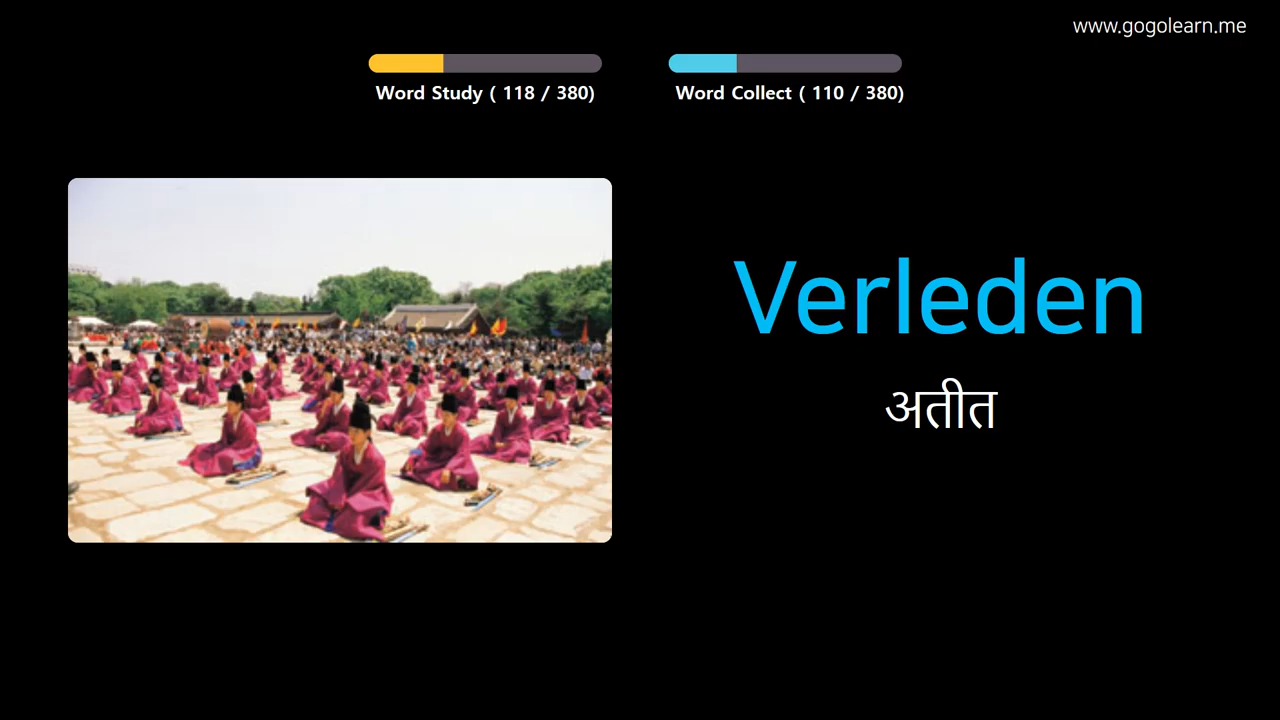 www.gogolearn.me
Word Study ( 118 / 380)
Word Collect ( 110 / 380)
Verleden
अतीत